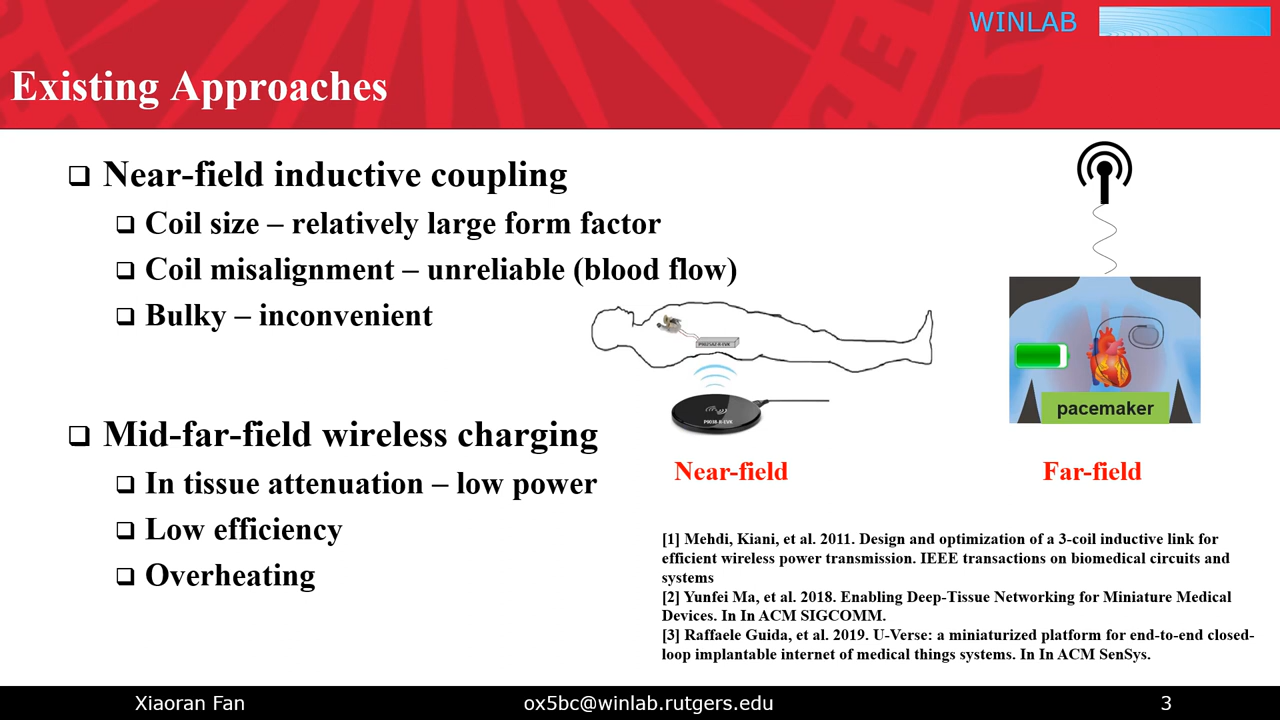 WINLAB
Existing Approaches
Near-field inductive coupling
Coil size – relatively large form factor
Coil misalignment – unreliable (blood flow)
Bulky – inconvenient
Mid-far-field wireless charging
In tissue attenuation – low power
Low efficiency
Overheating
pacemaker
Near-field
Far-field
[1] Mehdi, Kiani, et al. 2011. Design and optimization of a 3-coil inductive link for
efficient wireless power transmission. IEEE transactions on biomedical circuits and
systems
[2] Yunfei Ma, et al. 2018. Enabling Deep-Tissue Networking for Miniature Medical
Devices. In In ACM SIGCOMM.
[3] Raffaele Guida, et al. 2019. U-Verse: a miniaturized platform for end-to-end closed-
loop implantable internet of medical things systems. In In ACM SenSys.
Xiaoran Fan
ox5bc@winlab.rutgers.edu
3